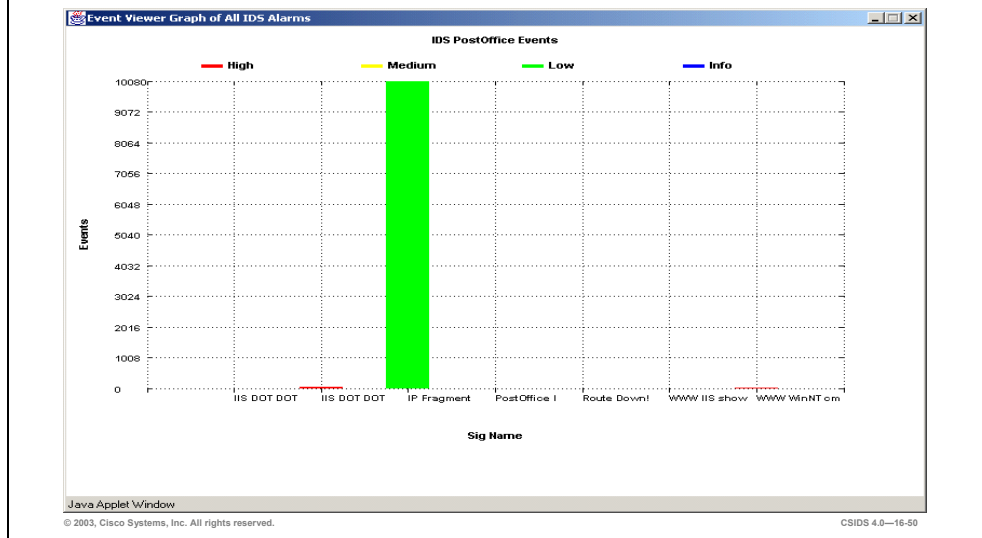 Event Viewer Graph of All IDS Alarms
IDS PostOffice Events
High Medium Low Info
10080
9072
8064
7056
6048
5040
4032
3024
2016
1008
0
Events
IIS DOT DOT IIS DOT DOT IP Fragment PostOffice I Route Down! WWW IIS show WWW WinNT cm
Sig Name
Java Applet Window
© 2003, Cisco Systems, Inc. All rights reserved. CSIDS 4.0—16-50